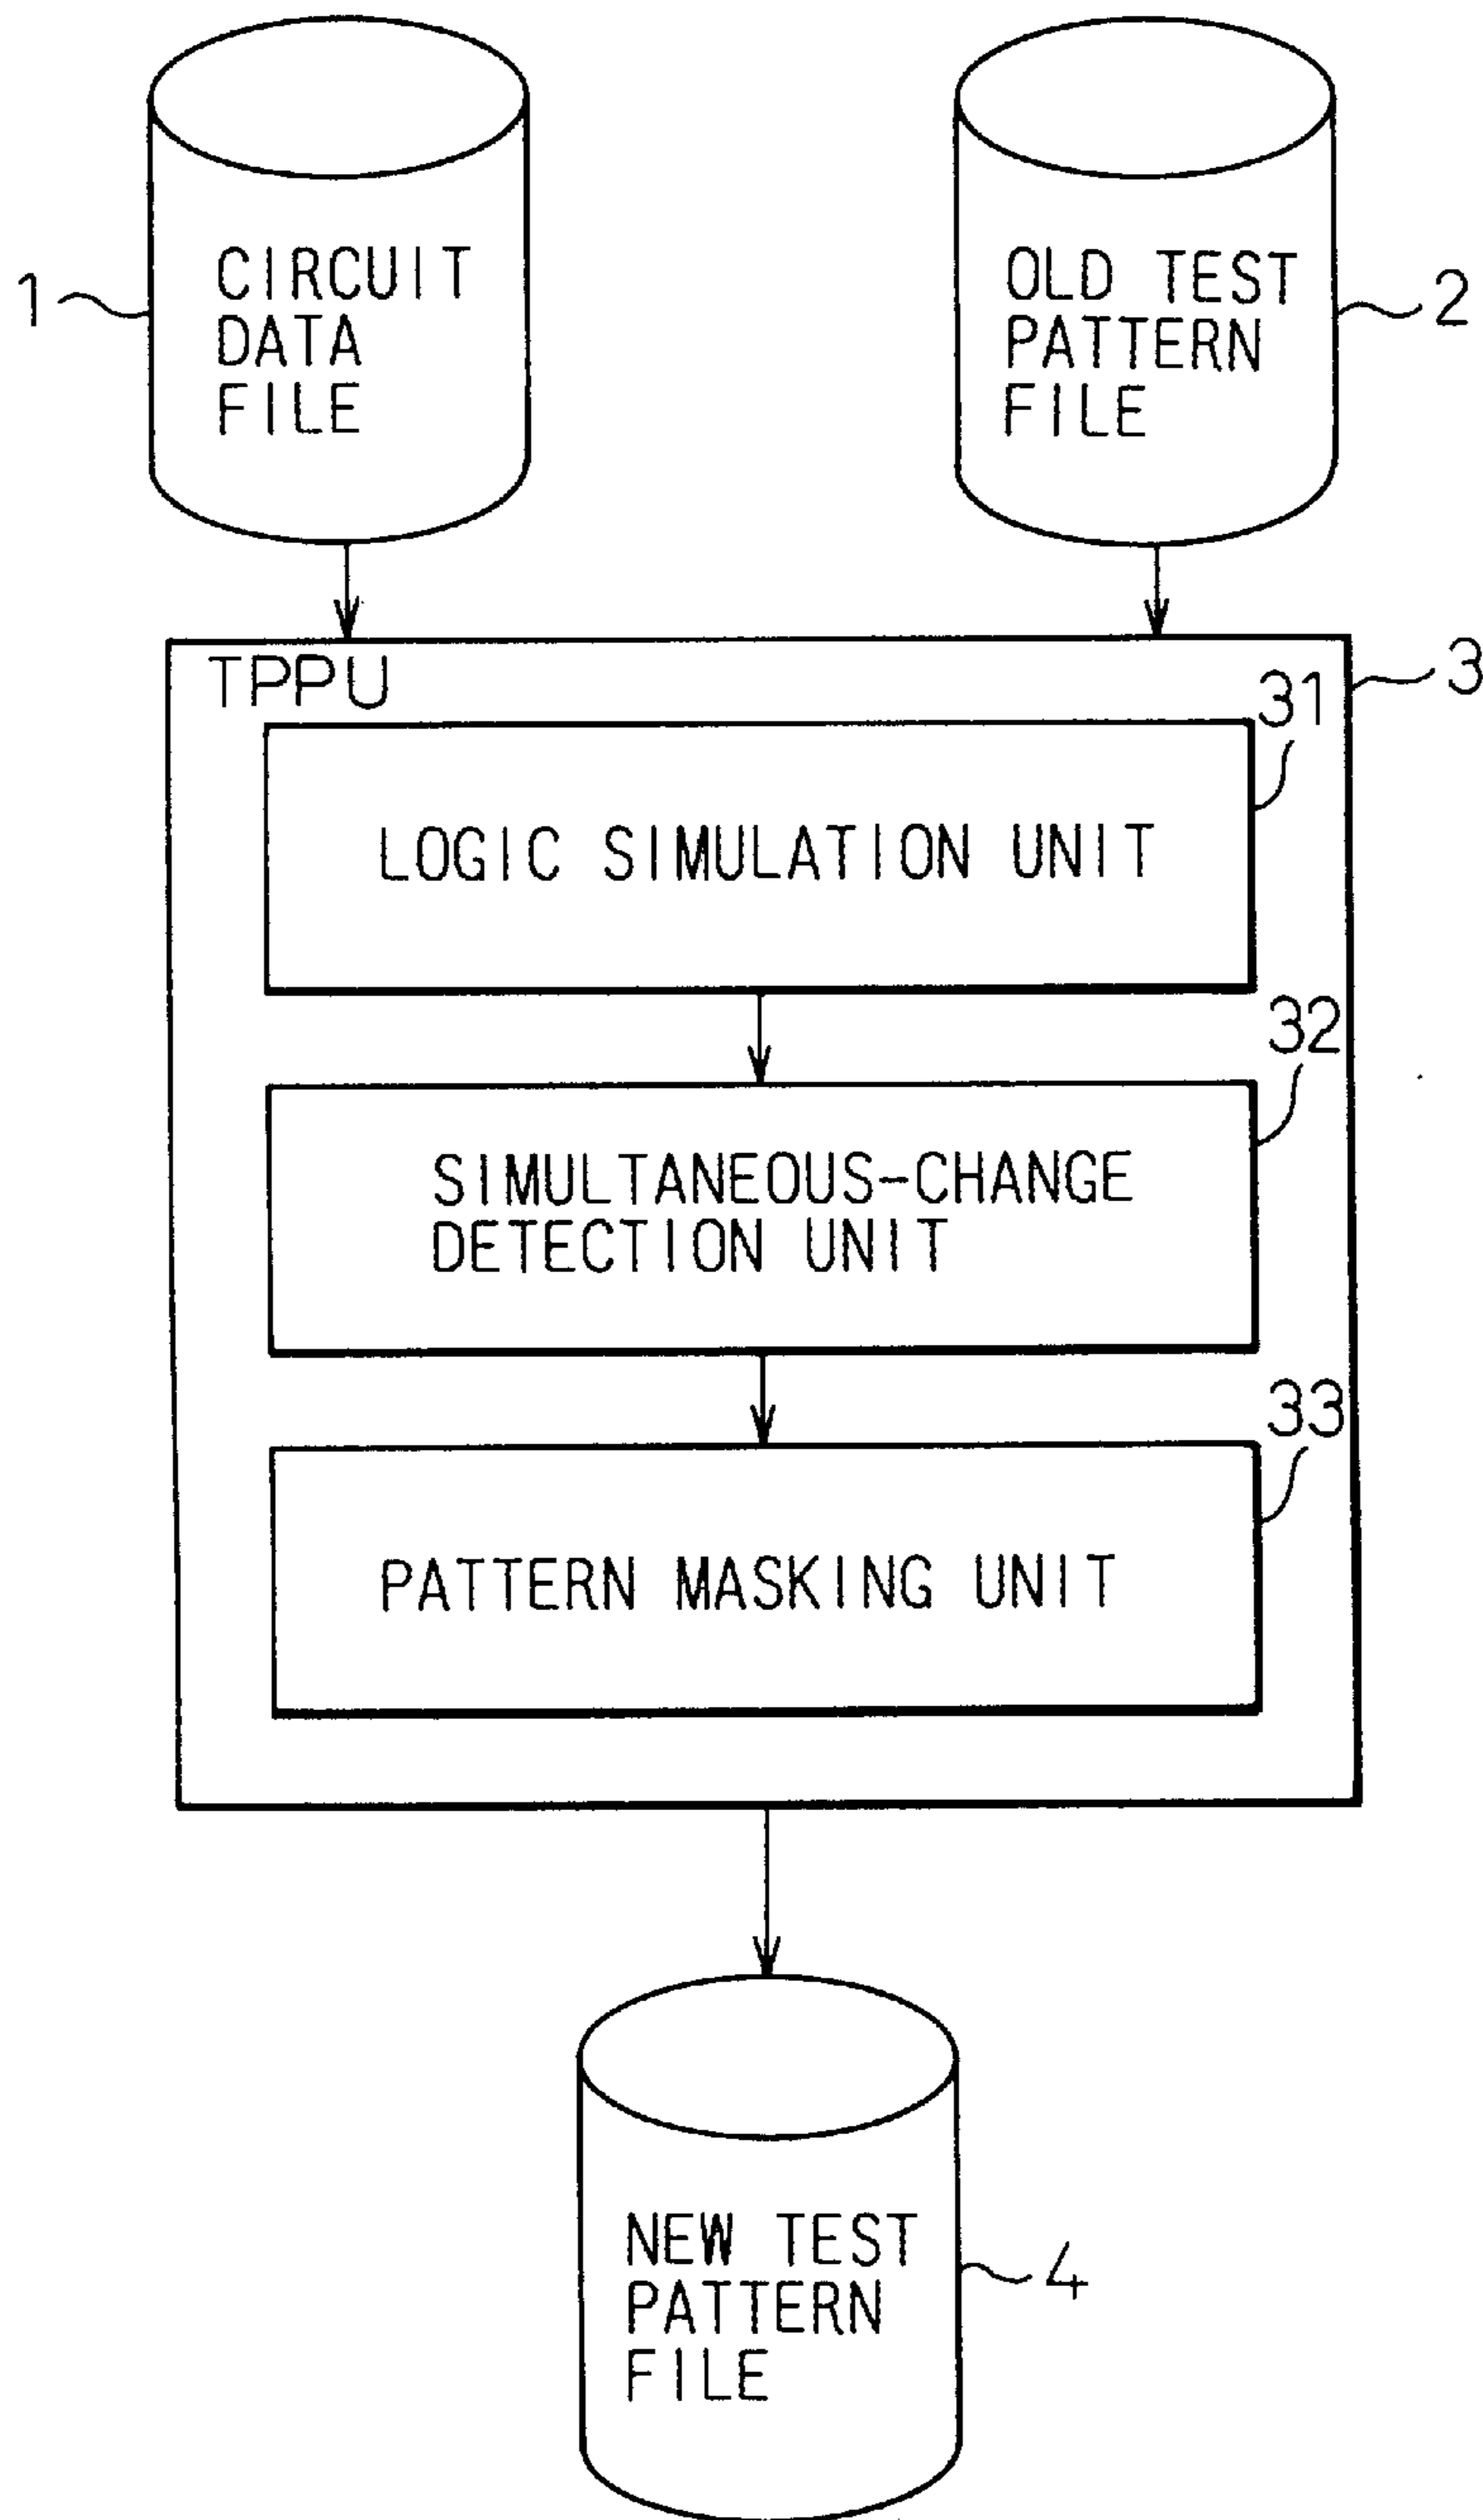 CIRCUIT
DATA
FILE
1
OLD TEST
PATTERN
FILE
2
TPPU
3
31
LOGIC SIMULATION UNIT
32
SIMULTANEOUS-CHANGE
DETECTION UNIT
33
PATTERN MASKING UNIT
NEW TEST
PATTERN
FILE
4